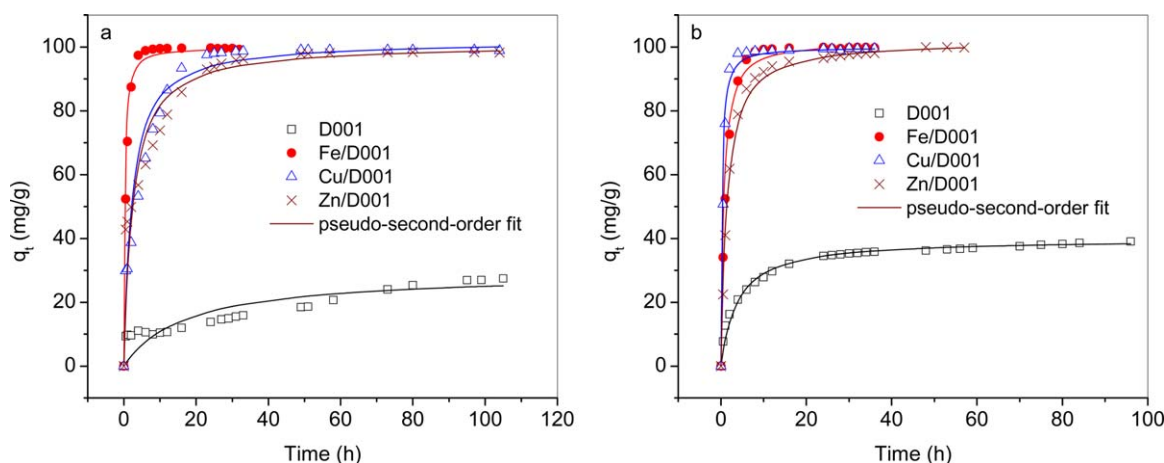 a
100
80
60
40
20
0
q_t (mg/g)
D001
Fe/D001
Cu/D001
Zn/D001
pseudo-second-order fit
0 20 40 60 80 100 120
Time (h)
b
100
80
60
40
20
0
q_t (mg/g)
D001
Fe/D001
Cu/D001
Zn/D001
pseudo-second-order fit
0 20 40 60 80 100
Time (h)